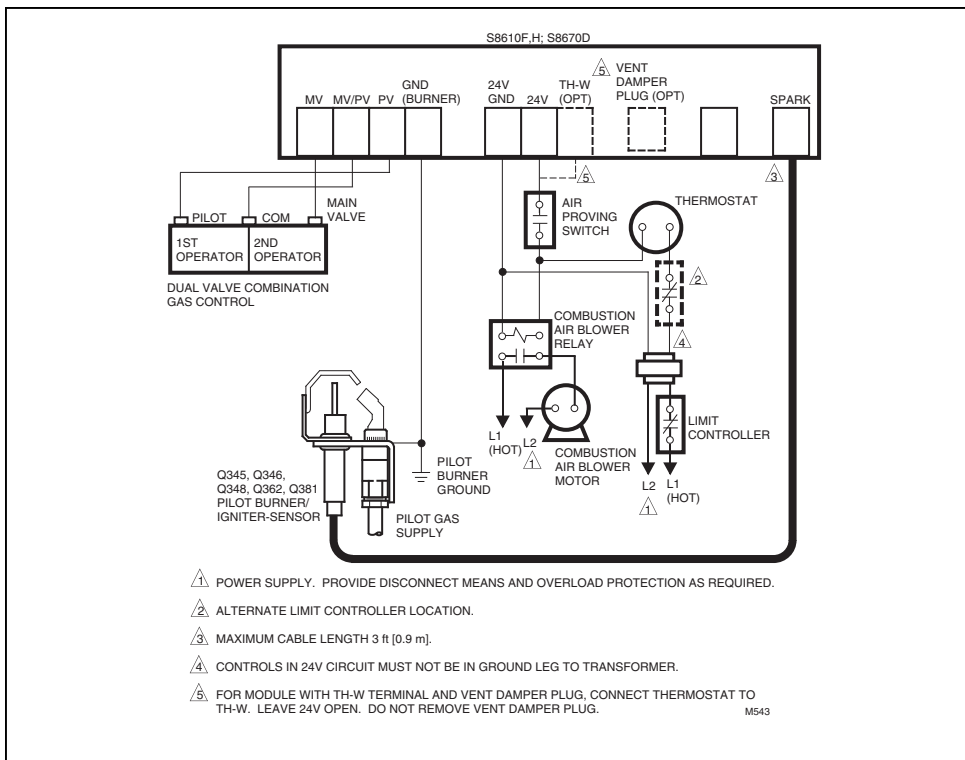 S8610F,H; S8670D
MV MV/PV PV
GND
(BURNER)
24V
GND
24V
TH-W
(OPT)
5
VENT
DAMPER
PLUG (OPT)
SPARK
3
5
AIR
PROVING
SWITCH
THERMOSTAT
PILOT
COM
MAIN
VALVE
1ST
OPERATOR
2ND
OPERATOR
DUAL VALVE COMBINATION
GAS CONTROL
2
COMBUSTION
AIR BLOWER
RELAY
4
L1
(HOT)
L2
1
COMBUSTION
AIR BLOWER
MOTOR
LIMIT
CONTROLLER
L2
1
L1
(HOT)
PILOT
BURNER
GROUND
Q345, Q346,
Q348, Q362, Q381
PILOT BURNER/
IGNITER-SENSOR
PILOT GAS
SUPPLY
1 POWER SUPPLY. PROVIDE DISCONNECT MEANS AND OVERLOAD PROTECTION AS REQUIRED.
2 ALTERNATE LIMIT CONTROLLER LOCATION.
3 MAXIMUM CABLE LENGTH 3 ft [0.9 m].
4 CONTROLS IN 24V CIRCUIT MUST NOT BE IN GROUND LEG TO TRANSFORMER.
5 FOR MODULE WITH TH-W TERMINAL AND VENT DAMPER PLUG, CONNECT THERMOSTAT TO
TH-W. LEAVE 24V OPEN. DO NOT REMOVE VENT DAMPER PLUG.
M543